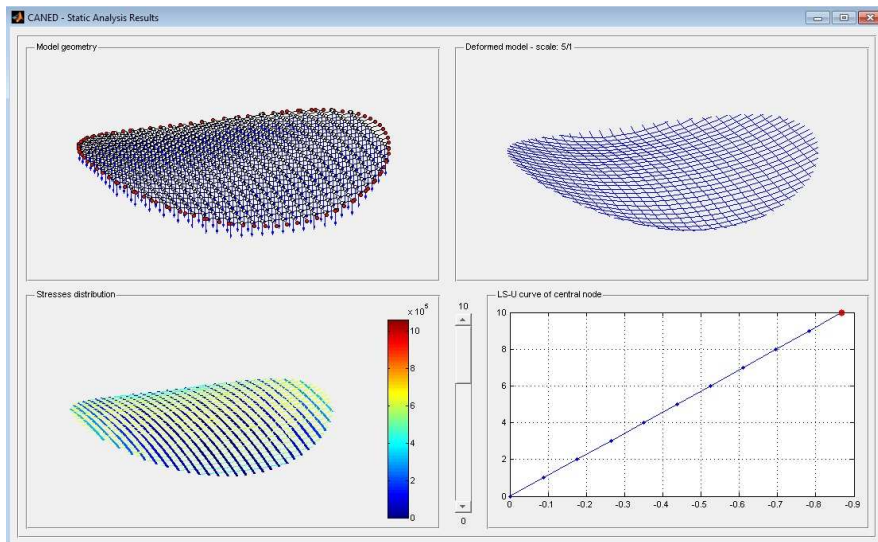 CANED - Static Analysis Results
Model geometry
Deformed model - scale: 5/1
Stresses distribution
x 10^5
10
8
6
4
2
0
10
0
LS-U curve of central node
10
8
6
4
2
0
0 -0.1 -0.2 -0.3 -0.4 -0.5 -0.6 -0.7 -0.8 -0.9